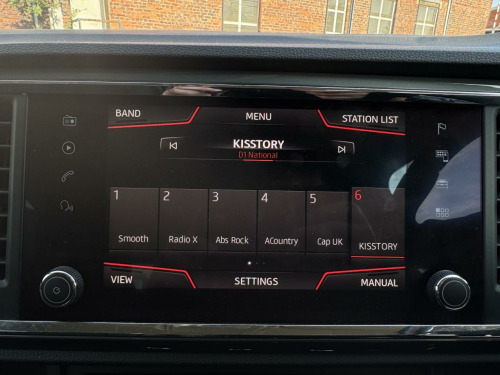 BAND
MENU
STATION LIST
KISSTORY
D1 National
1 2 3 4 5 6
Smooth Radio X Abs Rock ACountry Cap UK KISSTORY
VIEW
SETTINGS
MANUAL